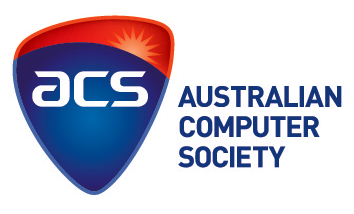 acs
AUSTRALIAN
COMPUTER
SOCIETY